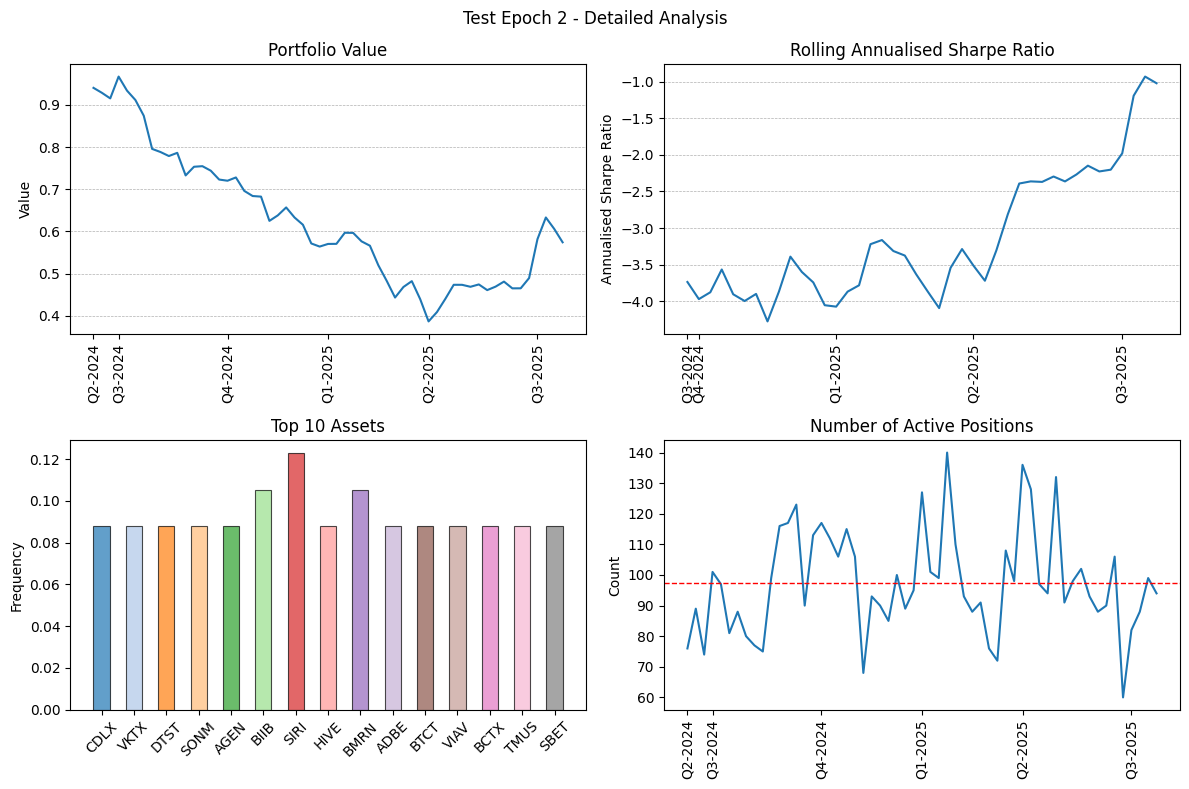 Test Epoch 2 - Detailed Analysis
Portfolio Value
Value
0.9
0.8
0.7
0.6
0.5
0.4
Q2-2024
Q3-2024
Q4-2024
Q1-2025
Q2-2025
Q3-2025
Rolling Annualised Sharpe Ratio
Annualised Sharpe Ratio
−1.0
−1.5
−2.0
−2.5
−3.0
−3.5
−4.0
Q3-2024
Q4-2024
Q1-2025
Q2-2025
Q3-2025
Top 10 Assets
Frequency
0.12
0.10
0.08
0.06
0.04
0.02
0.00
CDLX
VKTX
DTST
SONM
AGEN
BIIB
SIRI
HIVE
BMRN
ADBE
BTCT
VIAV
BCTX
TMUS
SBET
Number of Active Positions
Count
140
130
120
110
100
90
80
70
60
Q2-2024
Q3-2024
Q4-2024
Q1-2025
Q2-2025
Q3-2025